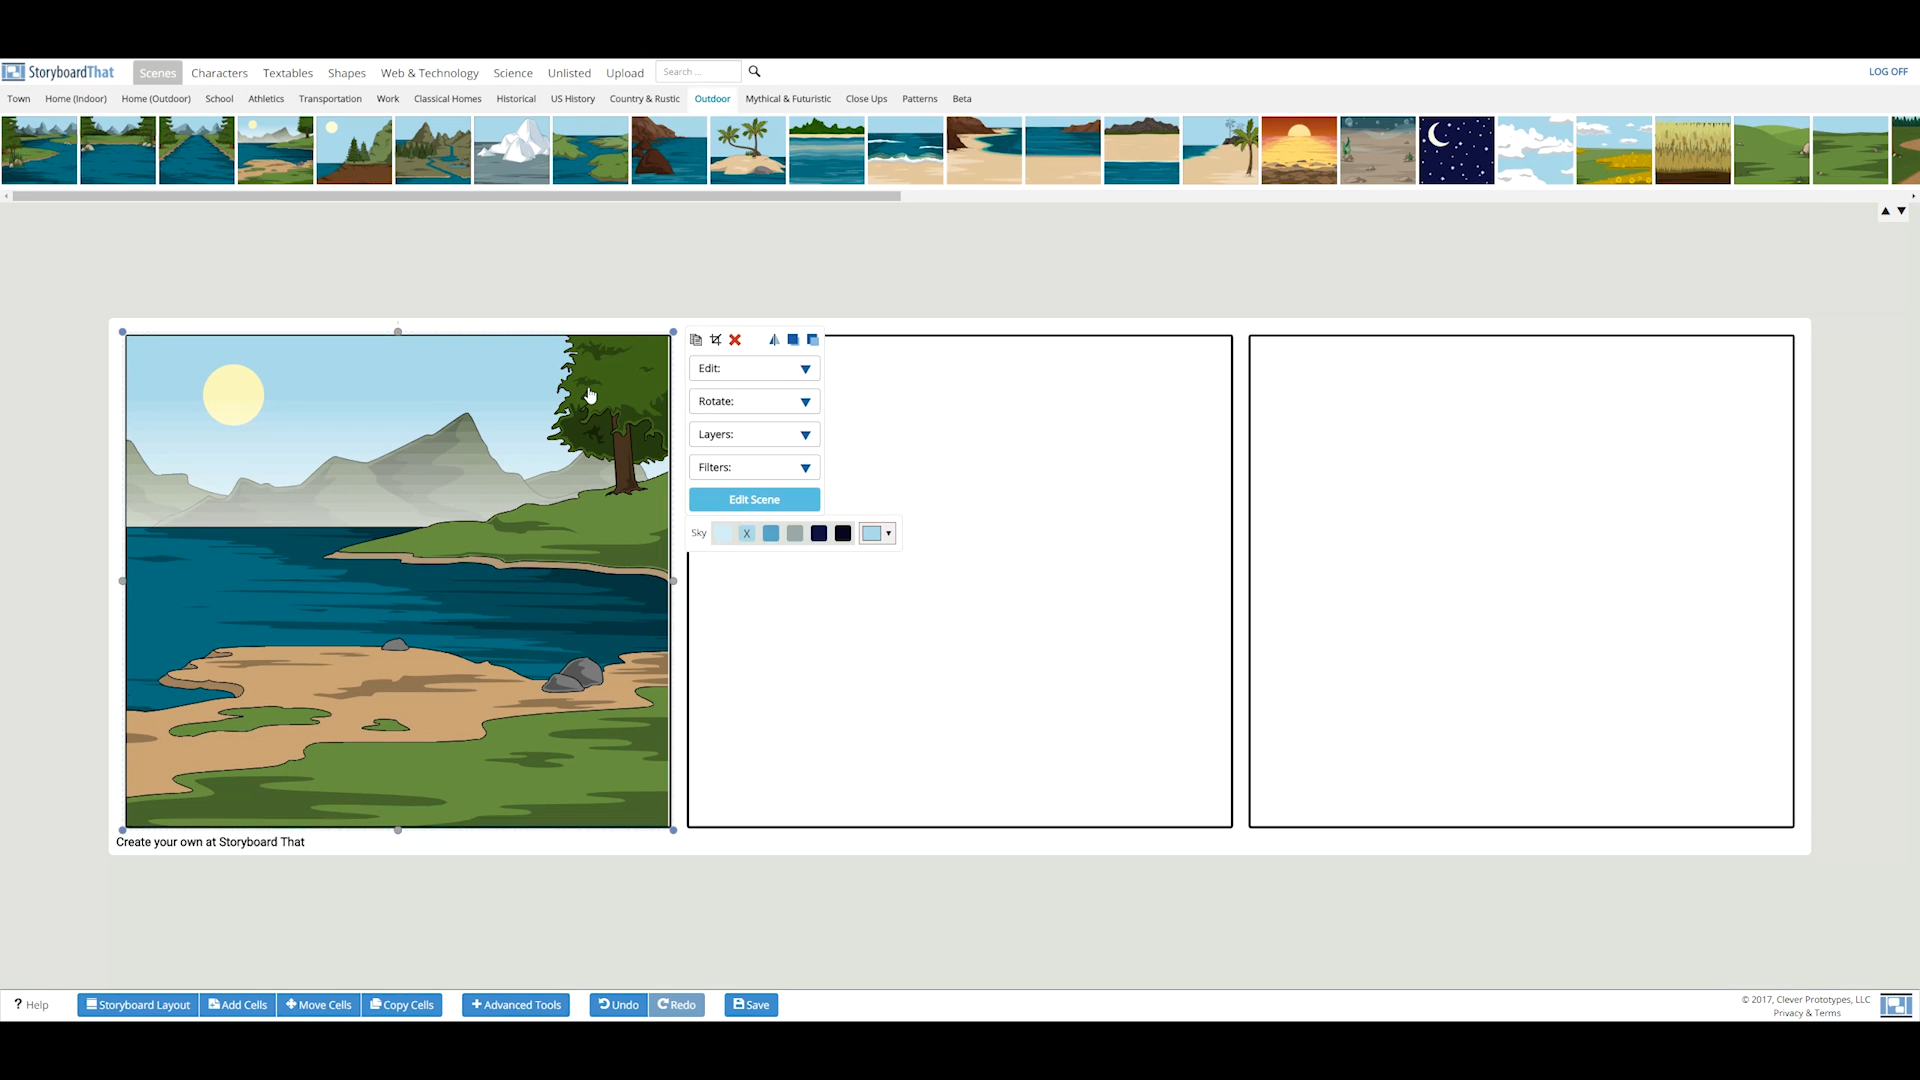 StoryboardThat Scenes Characters Textables Shapes Web & Technology Science Unlisted Upload Search ... LOG OFF
Town Home (Indoor) Home (Outdoor) School Athletics Transportation Work Classical Homes Historical US History Country & Rustic Outdoor Mythical & Futuristic Close Ups Patterns Beta
Edit:
Rotate:
Layers:
Filters:
Edit Scene
Sky X
Create your own at Storyboard That
? Help Storyboard Layout Add Cells Move Cells Copy Cells + Advanced Tools Undo Redo Save © 2017, Clever Prototypes, LLC
Privacy & Terms